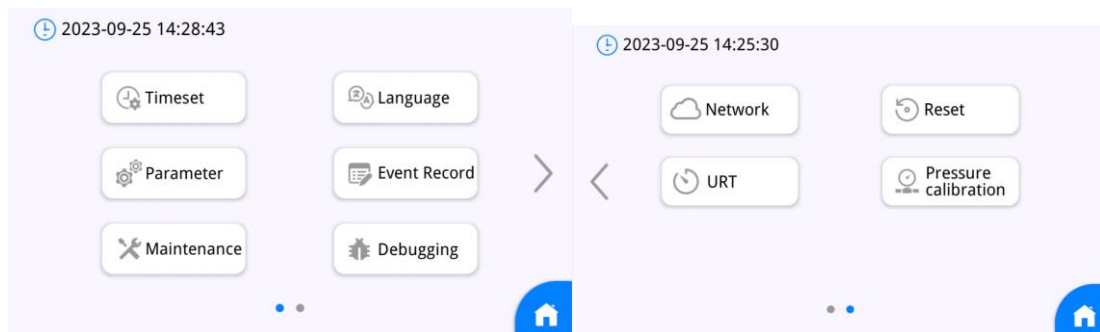 2023-09-25 14:28:43
Timeset
Language
Parameter
Event Record
Maintenance
Debugging
2023-09-25 14:25:30
Network
Reset
URT
Pressure
calibration